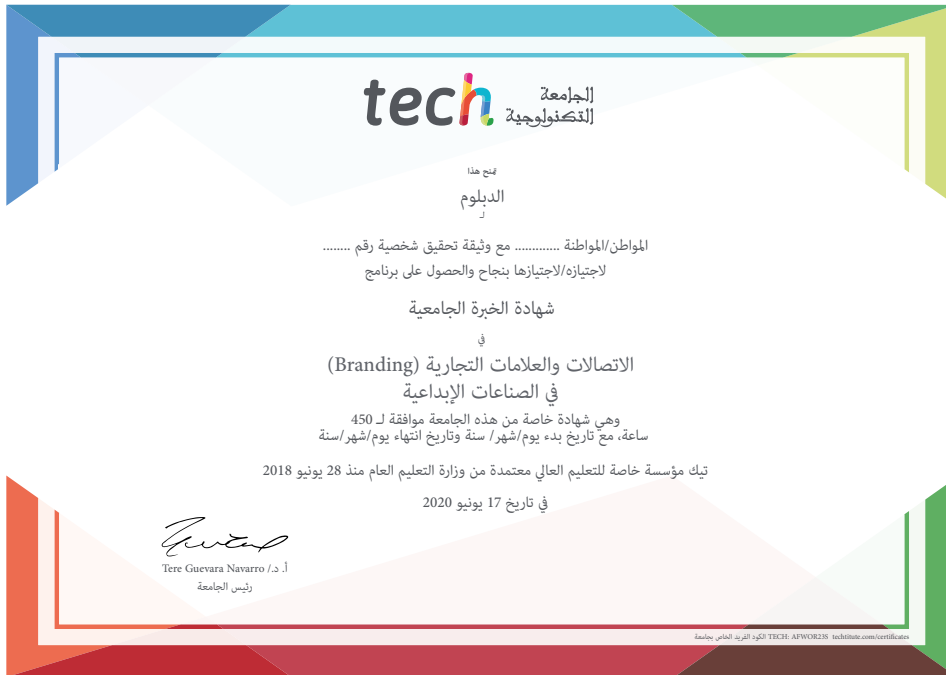 tech الجامعة
التكنولوجية
يمنح هذا
الدبلوم
لـ
المواطن/المواطنة ............ مع وثيقة تحقيق شخصية رقم ........
لاجتيازه/لاجتيازها بنجاح والحصول على برنامج
شهادة الخبرة الجامعية
في
الاتصالات والعلامات التجارية (Branding)
في الصناعات الإبداعية
وهي شهادة خاصة من هذه الجامعة موافقة لـ 450
ساعة، مع تاريخ بدء يوم/شهر/ سنة وتاريخ انتهاء يوم/شهر/سنة
تيك مؤسسة خاصة للتعليم العالي معتمدة من وزارة التعليم العام منذ 28 يونيو 2018
في تاريخ 17 يونيو 2020
أ. د./ Tere Guevara Navarro
رئيس الجامعة
الكود الفريد الخاص بجامعة TECH: AFWOR23S techtitute.com/certificates